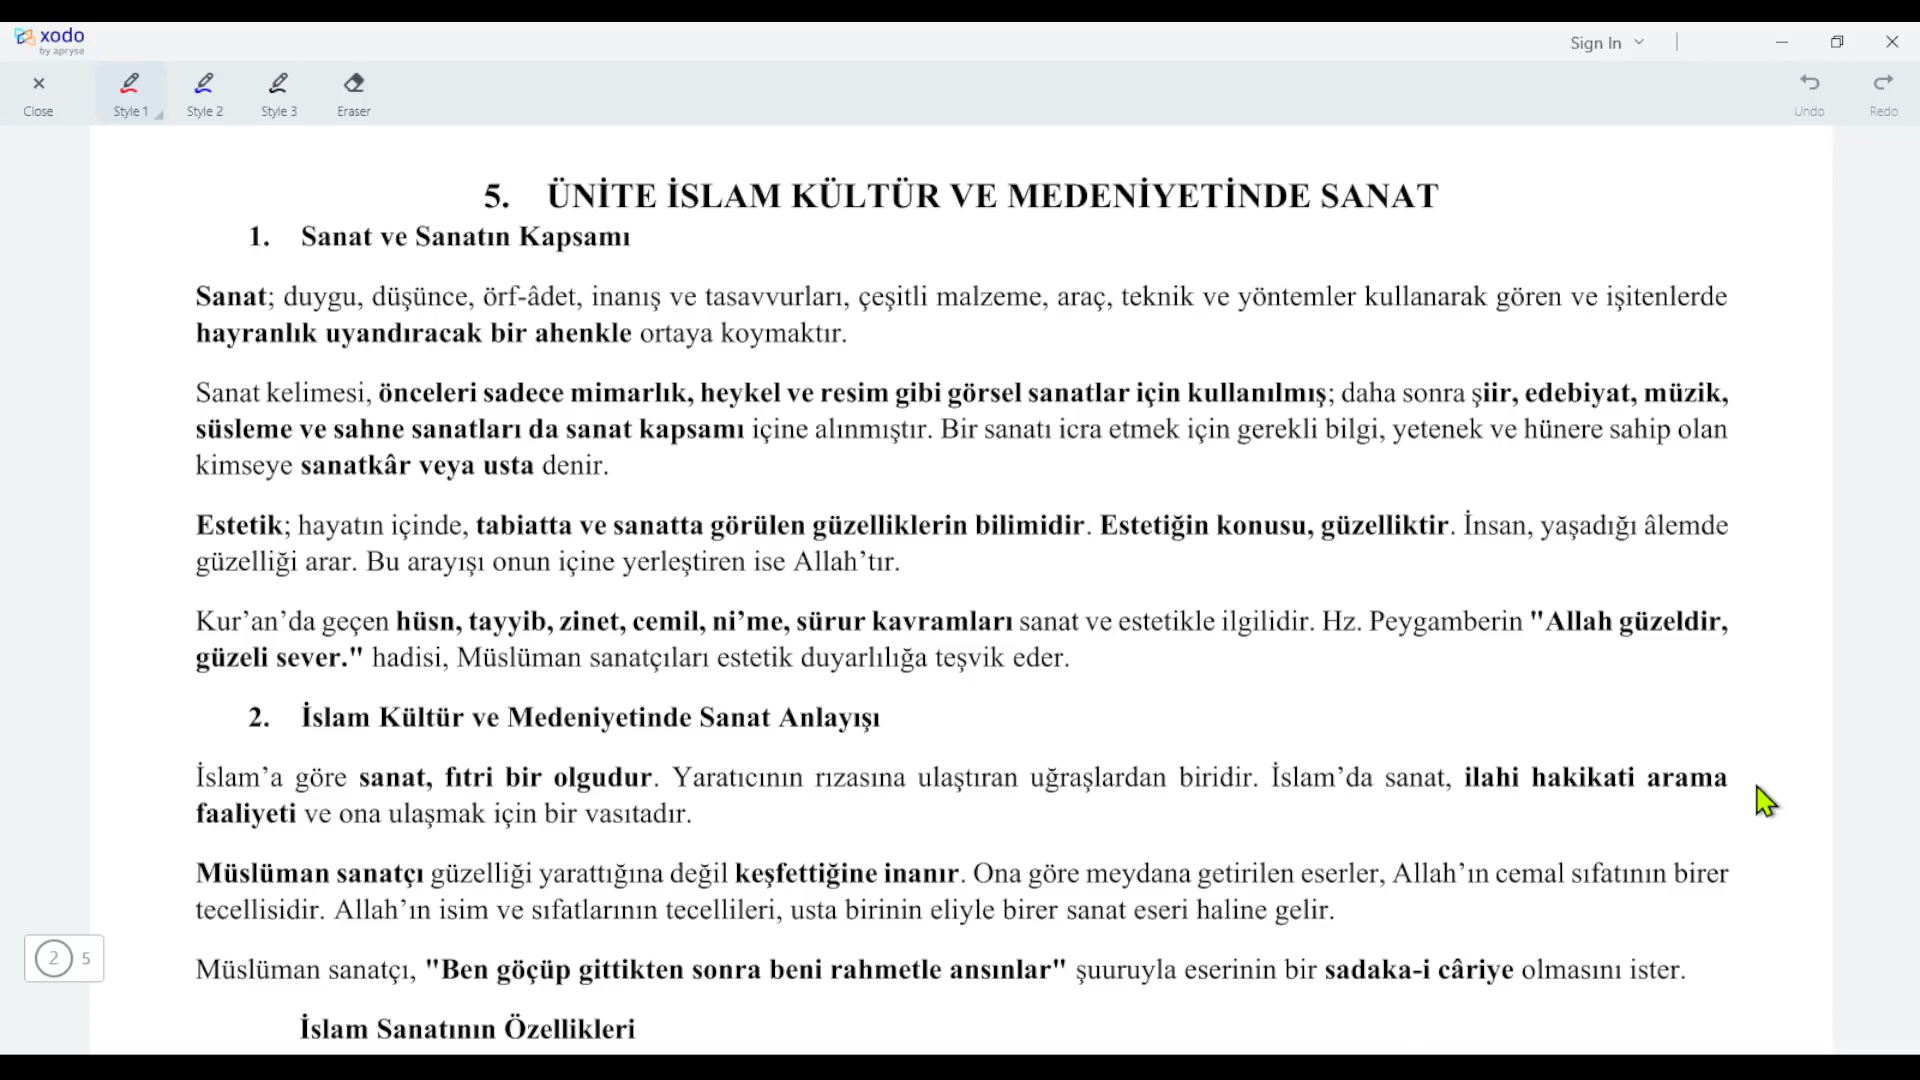 xodo
by apryse
Sign In
Close
Style 1
Style 2
Style 3
Eraser
Undo
Redo
5. ÜNİTE İSLAM KÜLTÜR VE MEDENİYETİNDE SANAT
1. Sanat ve Sanatın Kapsamı
Sanat; duygu, düşünce, örf-âdet, inanış ve tasavvurları, çeşitli malzeme, araç, teknik ve yöntemler kullanarak gören ve işitenlerde
hayranlık uyandıracak bir ahenkle ortaya koymaktır.
Sanat kelimesi, önceleri sadece mimarlık, heykel ve resim gibi görsel sanatlar için kullanılmış; daha sonra şiir, edebiyat, müzik,
süsleme ve sahne sanatları da sanat kapsamı içine alınmıştır. Bir sanatı icra etmek için gerekli bilgi, yetenek ve hünere sahip olan
kimseye sanatkâr veya usta denir.
Estetik; hayatın içinde, tabiatta ve sanatta görülen güzelliklerin bilimidir. Estetiğin konusu, güzelliktir. İnsan, yaşadığı âlemde
güzelliği arar. Bu arayışı onun içine yerleştiren ise Allah’tır.
Kur’an’da geçen hüsn, tayyib, zinet, cemil, ni’me, sürur kavramları sanat ve estetikle ilgilidir. Hz. Peygamberin "Allah güzeldir,
güzeli sever." hadisi, Müslüman sanatçıları estetik duyarlılığa teşvik eder.
2. İslam Kültür ve Medeniyetinde Sanat Anlayışı
İslam’a göre sanat, fıtri bir olgudur. Yaratıcının rızasına ulaştıran uğraşlardan biridir. İslam’da sanat, ilahi hakikati arama
faaliyeti ve ona ulaşmak için bir vasıtadır.
Müslüman sanatçı güzelliği yarattığına değil keşfettiğine inanır. Ona göre meydana getirilen eserler, Allah’ın cemal sıfatının birer
tecellisidir. Allah’ın isim ve sıfatlarının tecellileri, usta birinin eliyle birer sanat eseri haline gelir.
Müslüman sanatçı, "Ben göçüp gittikten sonra beni rahmetle ansınlar" şuuruyla eserinin bir sadaka-i câriye olmasını ister.
İslam Sanatının Özellikleri
2 5